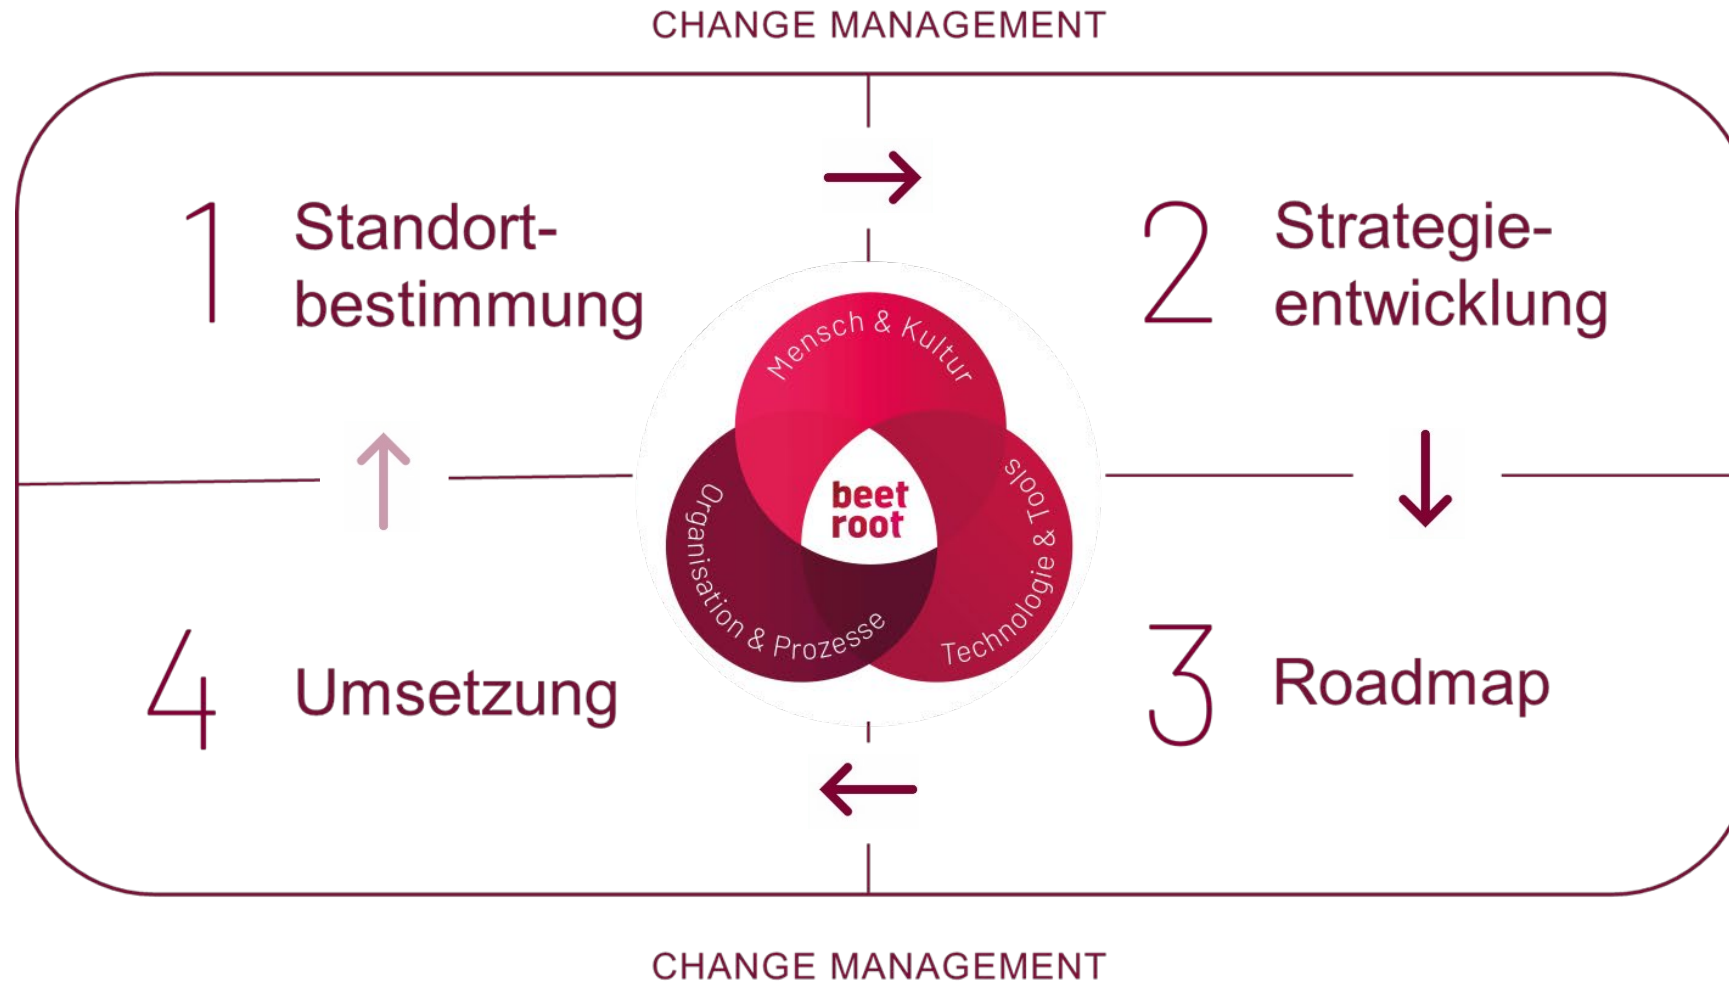 CHANGE MANAGEMENT
1
Standort-
bestimmung
2
Strategie-
entwicklung
Mensch & Kultur
beet
root
Organisation & Prozesse
Technologie & Tools
4
Umsetzung
3
Roadmap
CHANGE MANAGEMENT